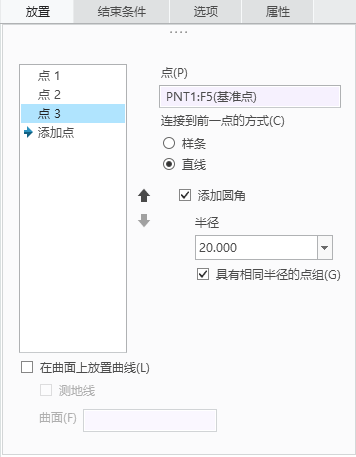 放置 结束条件 选项 属性
点 1
点 2
点 3
添加点
点(P)
PNT1:F5(基准点)
连接到前一点的方式(C)
样条
直线
添加圆角
半径
20.000
具有相同半径的点组(G)
在曲面上放置曲线(L)
测地线
曲面(F)